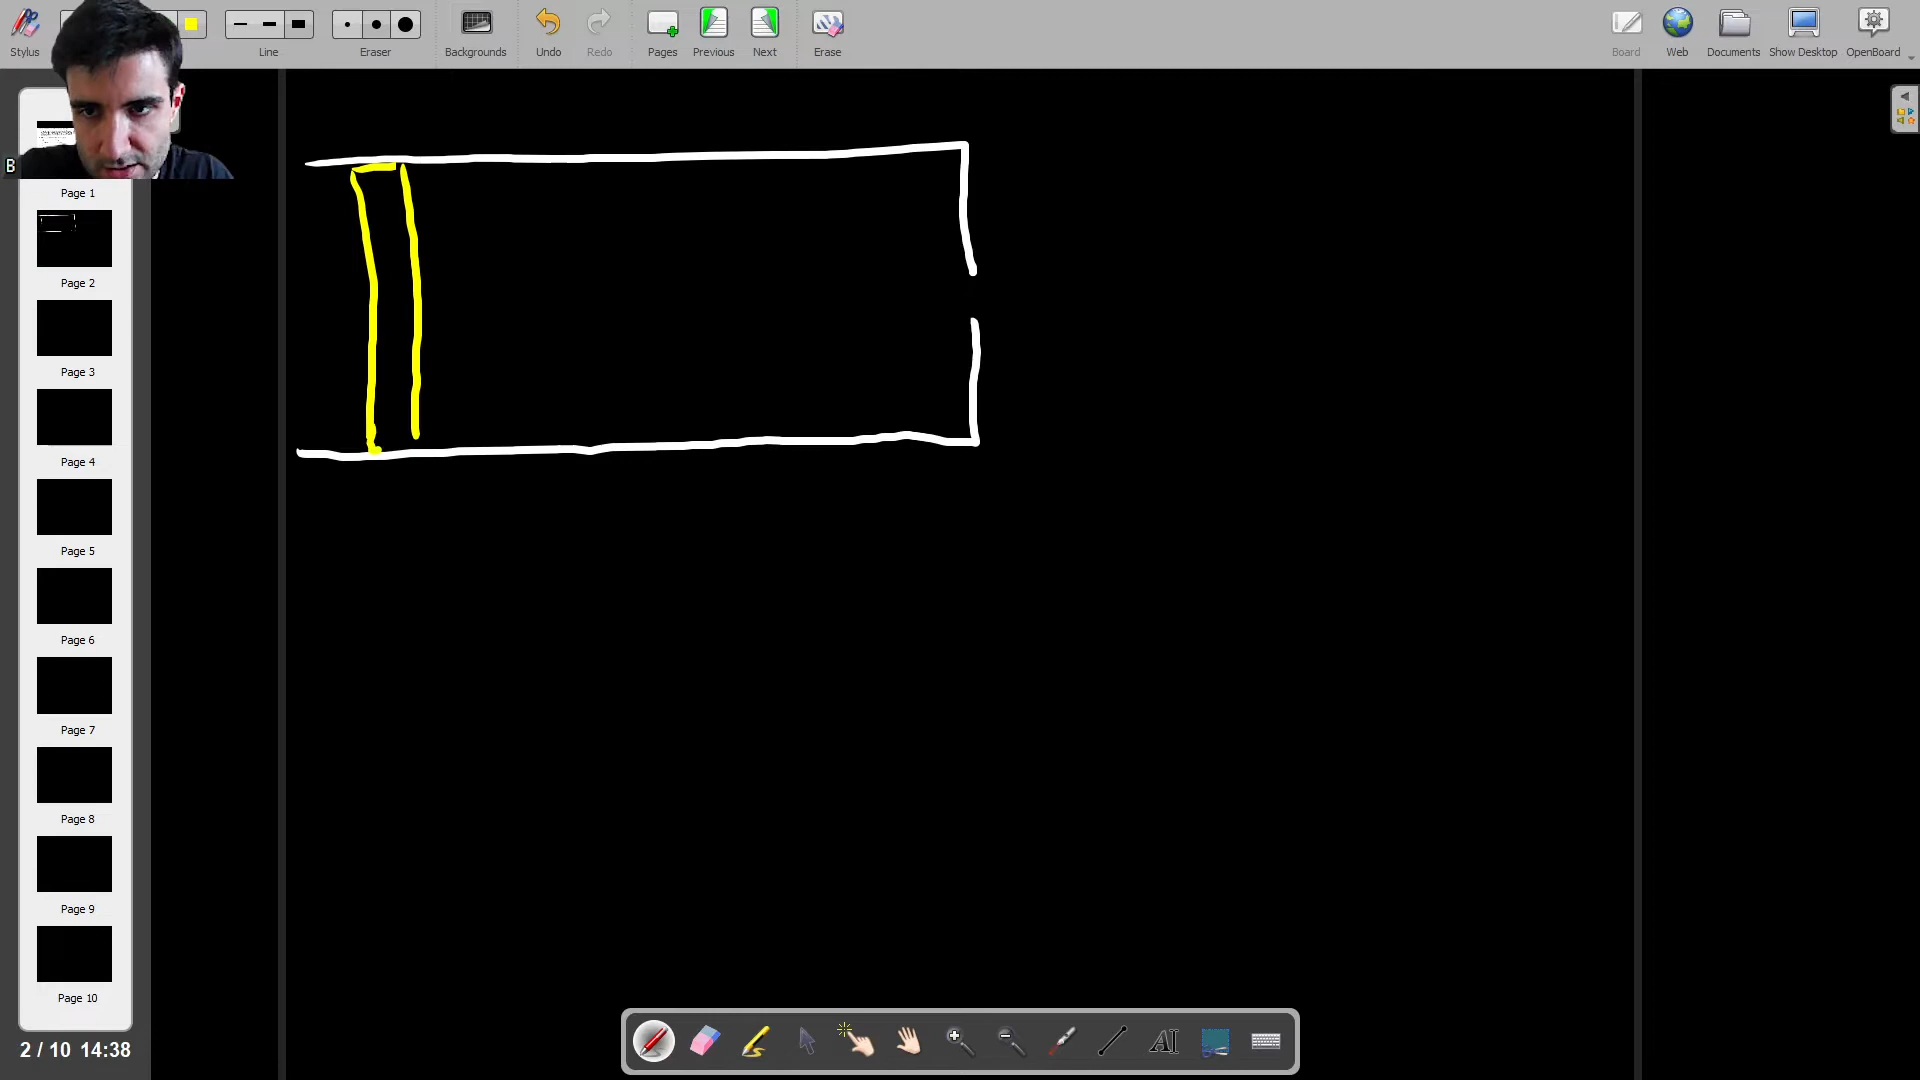 Stylus
Line
Eraser
Backgrounds
Undo
Redo
Pages
Previous
Next
Erase
Board
Web
Documents
Show Desktop
OpenBoard
B
Page 1
Page 2
Page 3
Page 4
Page 5
Page 6
Page 7
Page 8
Page 9
Page 10
2 / 10 14:38
AI